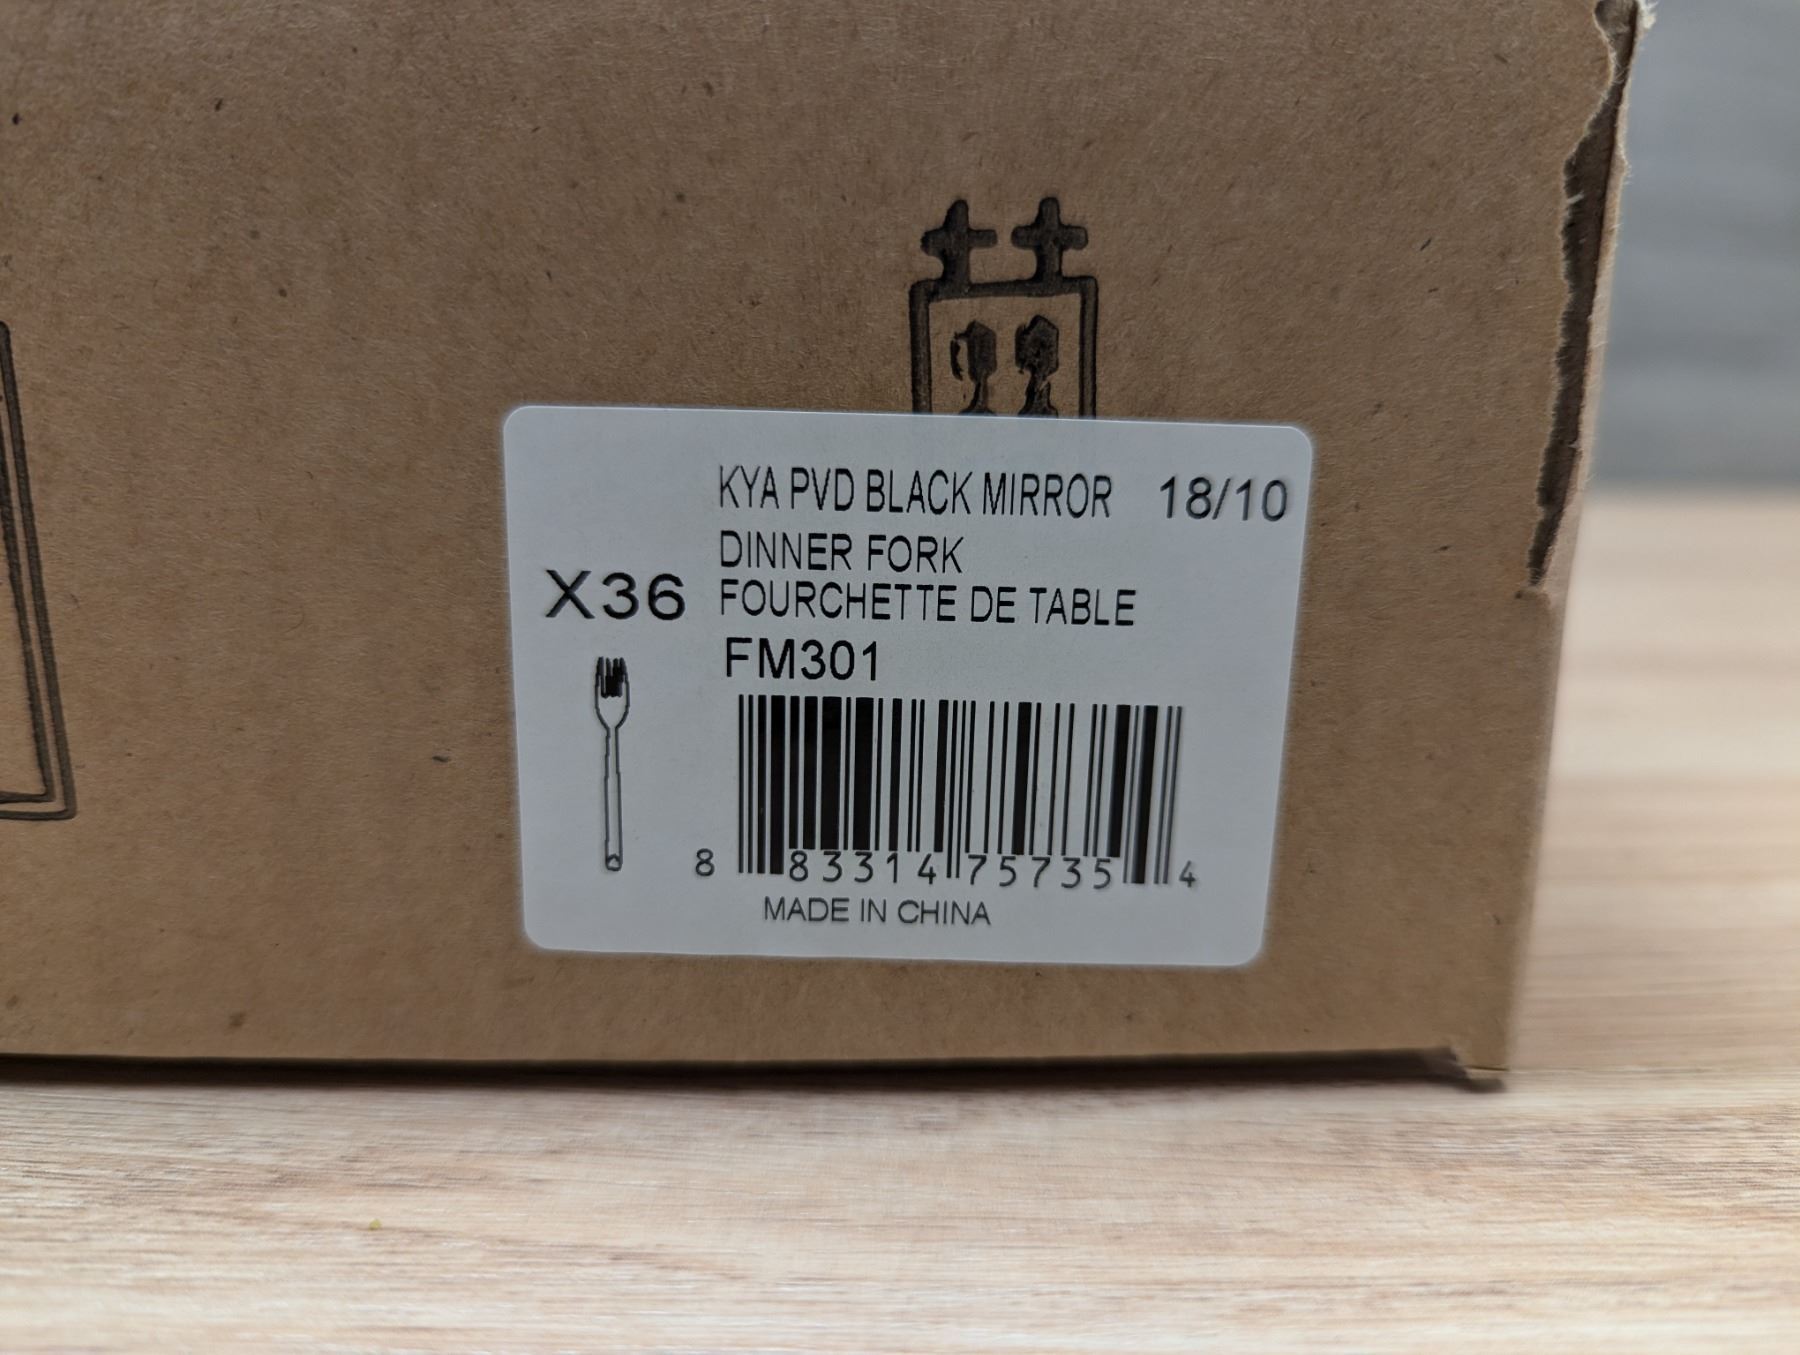 KYA PVD BLACK MIRROR 18/10
DINNER FORK
X36 FOURCHETTE DE TABLE
FM301
8 83314 75735 4
MADE IN CHINA